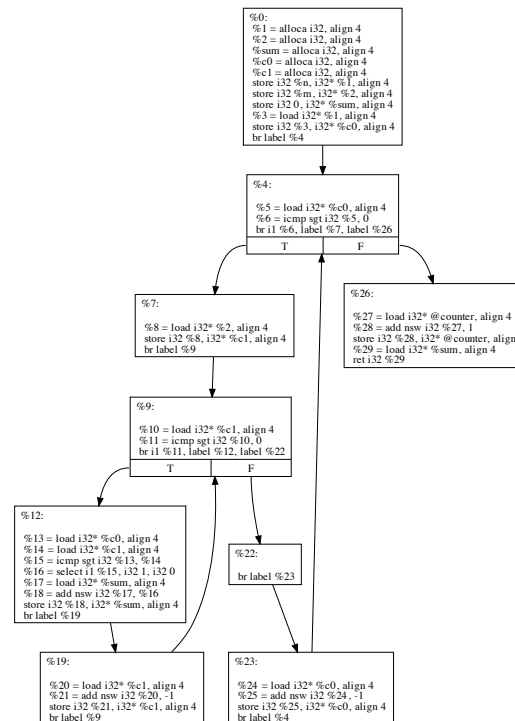 %0:
%1 = alloca i32, align 4
%2 = alloca i32, align 4
%sum = alloca i32, align 4
%c0 = alloca i32, align 4
%c1 = alloca i32, align 4
store i32 %n, i32* %1, align 4
store i32 %m, i32* %2, align 4
store i32 0, i32* %sum, align 4
%3 = load i32* %1, align 4
store i32 %3, i32* %c0, align 4
br label %4
%4:
%5 = load i32* %c0, align 4
%6 = icmp sgt i32 %5, 0
br i1 %6, label %7, label %26
T F
%7:
%8 = load i32* %2, align 4
store i32 %8, i32* %c1, align 4
br label %9
%26:
%27 = load i32* @counter, align 4
%28 = add nsw i32 %27, 1
store i32 %28, i32* @counter, align 4
%29 = load i32* %sum, align 4
ret i32 %29
%9:
%10 = load i32* %c1, align 4
%11 = icmp sgt i32 %10, 0
br i1 %11, label %12, label %22
T F
%12:
%13 = load i32* %c0, align 4
%14 = load i32* %c1, align 4
%15 = icmp sgt i32 %13, %14
%16 = select i1 %15, i32 1, i32 0
%17 = load i32* %sum, align 4
%18 = add nsw i32 %17, %16
store i32 %18, i32* %sum, align 4
br label %19
%22:
br label %23
%19:
%20 = load i32* %c1, align 4
%21 = add nsw i32 %20, -1
store i32 %21, i32* %c1, align 4
br label %9
%23:
%24 = load i32* %c0, align 4
%25 = add nsw i32 %24, -1
store i32 %25, i32* %c0, align 4
br label %4